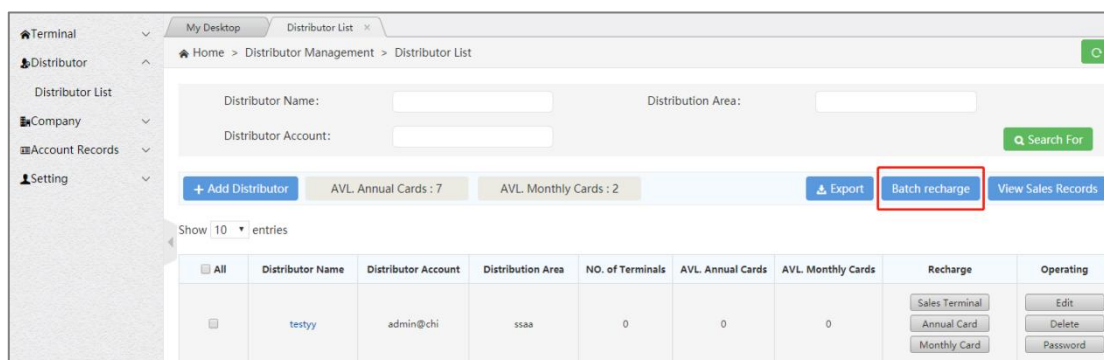 Terminal
Distributor
Distributor List
Company
Account Records
Setting
My Desktop Distributor List ×
Home > Distributor Management > Distributor List
Distributor Name: Distribution Area:
Distributor Account:
Search For
+ Add Distributor AVL. Annual Cards : 7 AVL. Monthly Cards : 2 Export Batch recharge View Sales Records
Show 10 entries
All Distributor Name Distributor Account Distribution Area NO. of Terminals AVL. Annual Cards AVL. Monthly Cards Recharge Operating
Sales Terminal Edit
testyy admin@chi ssaa 0 0 0 Annual Card Delete
Monthly Card Password